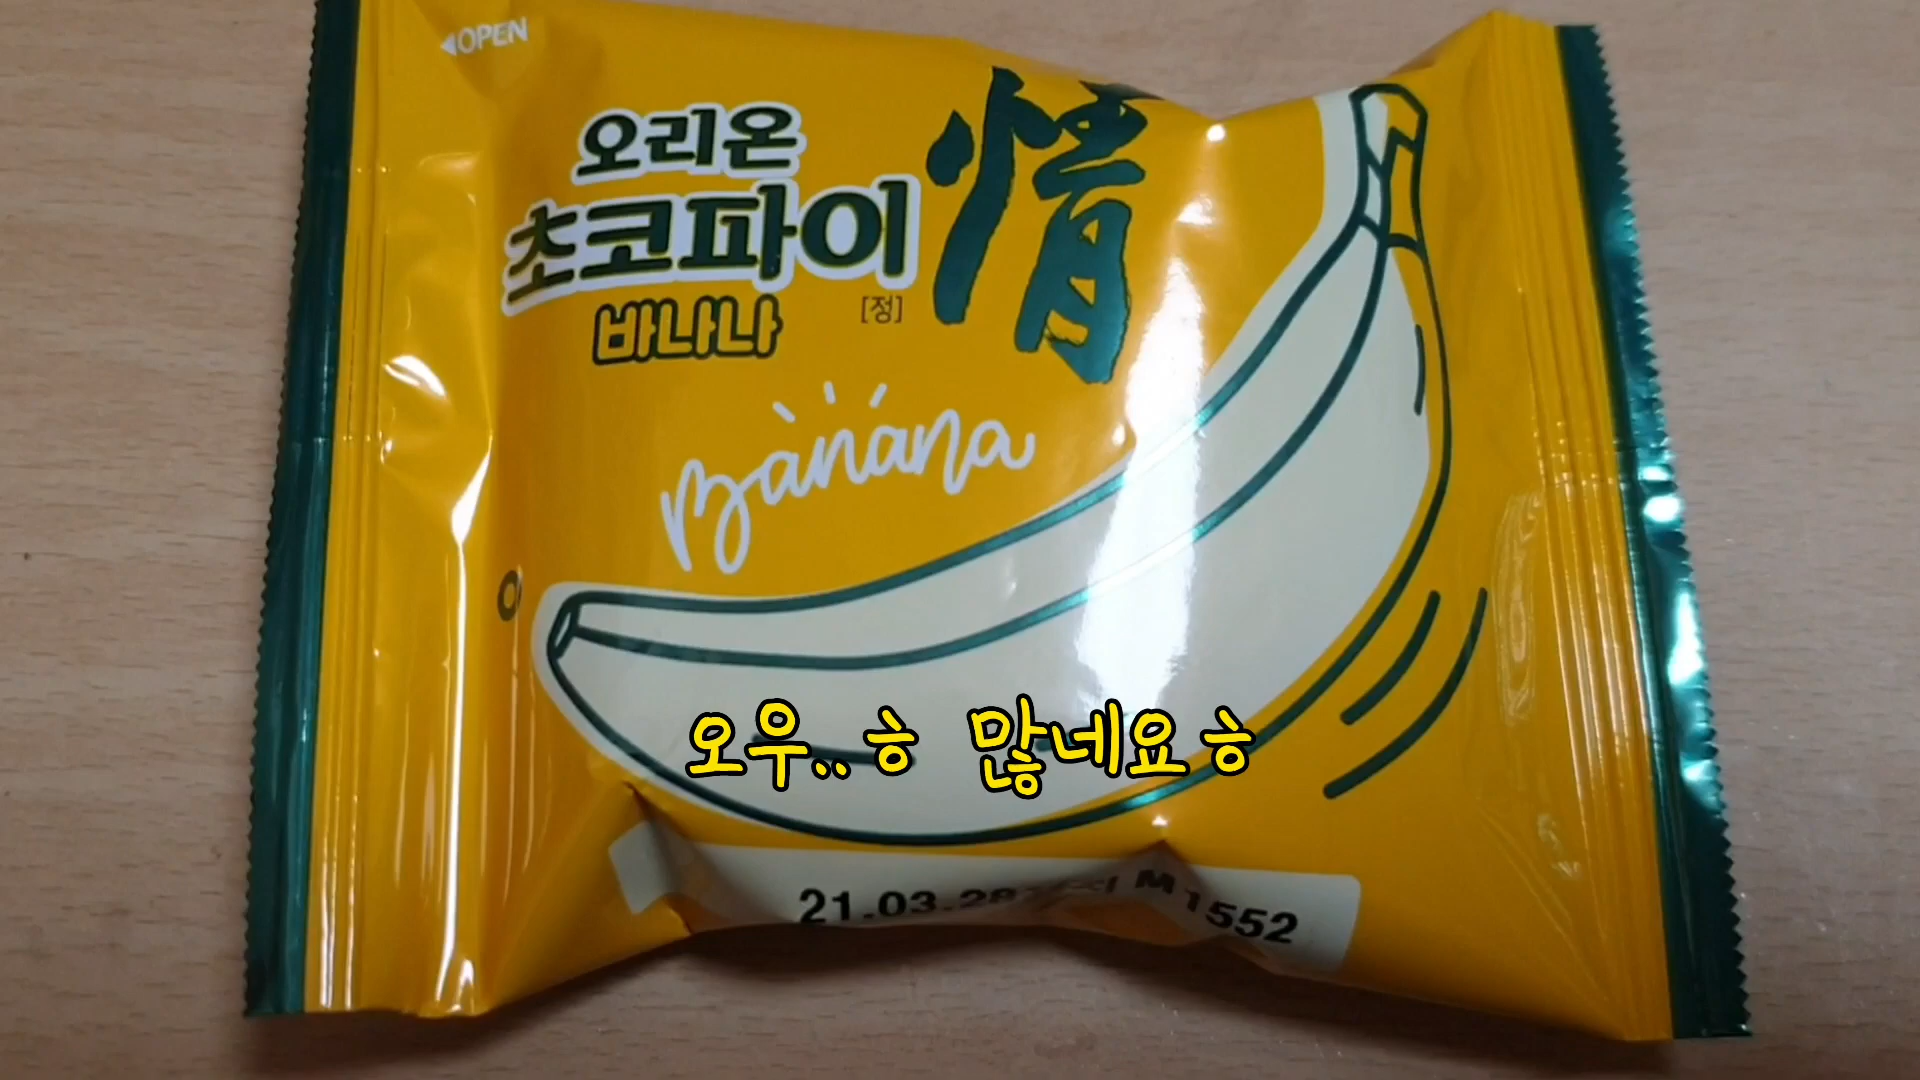 ◀OPEN
오리온
초코파이 情
바나나 [정]
Banana
오우..ㅎ 많네요ㅎ
21.03.28 M1552